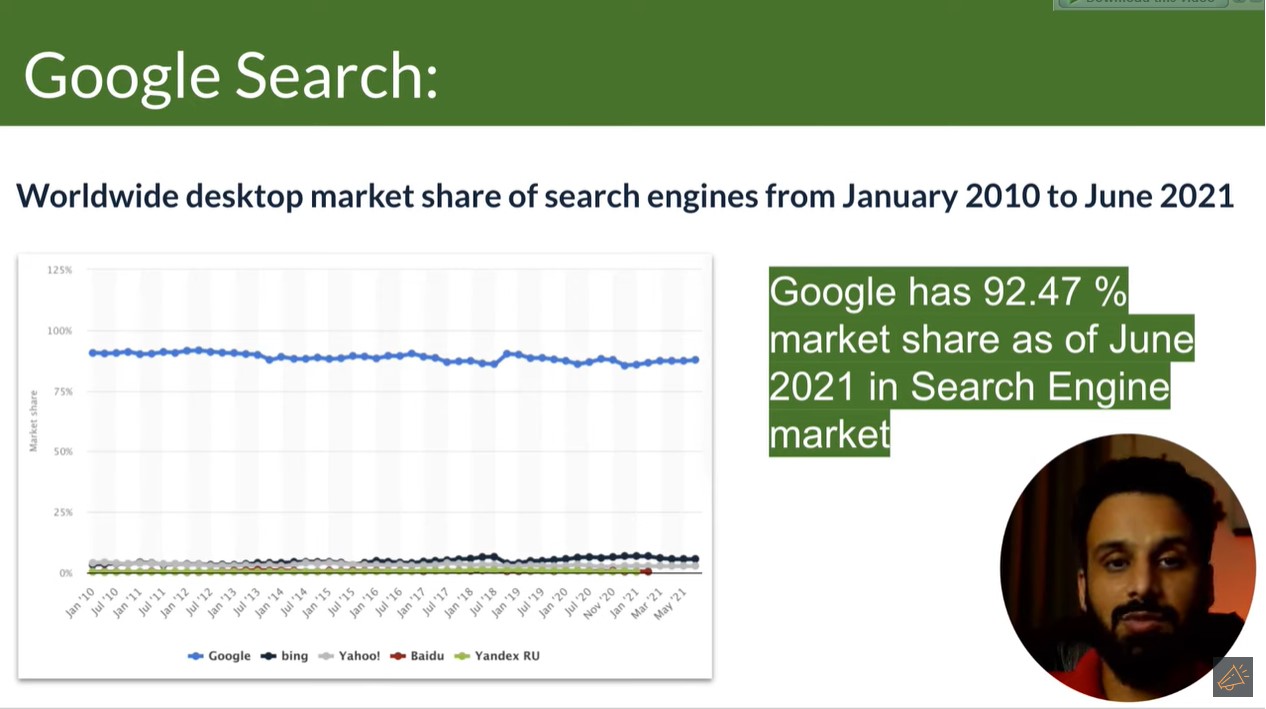 Google Search:
Worldwide desktop market share of search engines from January 2010 to June 2021
125%
100%
75%
50%
25%
0%
Market share
Jan '10
Jul '10
Jan '11
Jul '11
Jan '12
Jul '12
Jan '13
Jul '13
Jan '14
Jul '14
Jan '15
Jul '15
Jan '16
Jul '16
Jan '17
Jul '17
Jan '18
Jul '18
Jan '19
Jul '19
Jan '20
Jul '20
Nov '20
Jan '21
Mar '21
May '21
Google bing Yahoo! Baidu Yandex RU
Google has 92.47 %
market share as of June
2021 in Search Engine
market